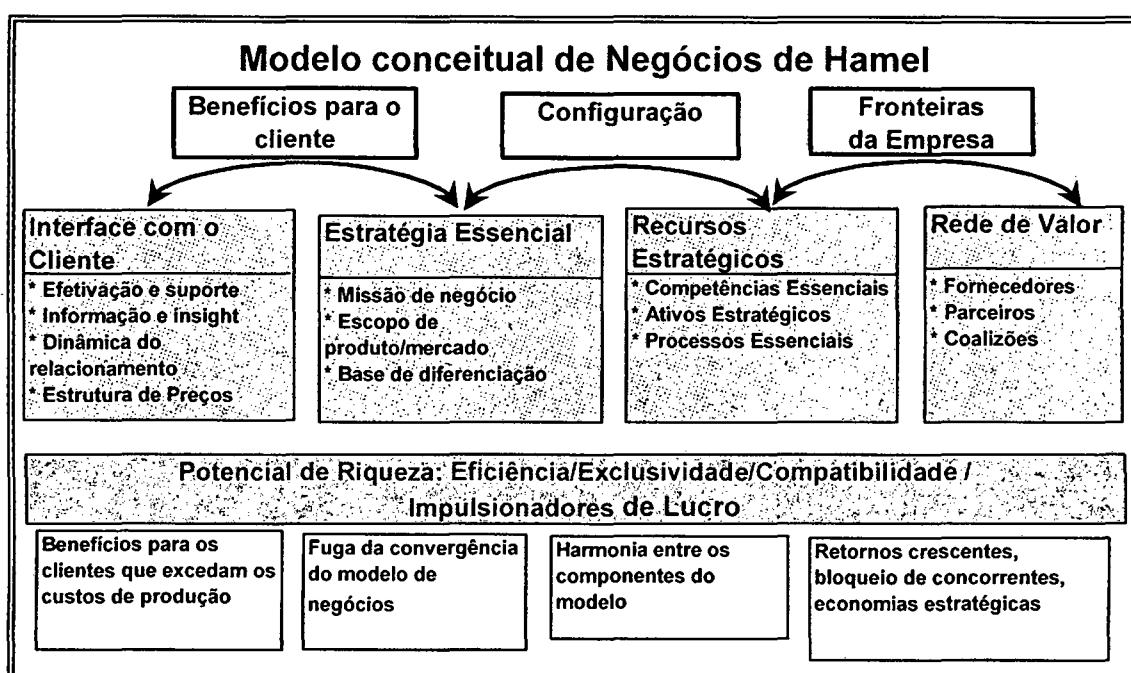 Modelo conceitual de Negócios de Hamel
Benefícios para o
cliente
Configuração
Fronteiras
da Empresa
Interface com o
Cliente
* Efetivação e suporte
* Informação e insight
* Dinâmica do
relacionamento
* Estrutura de Preços
Estratégia Essencial
* Missão de negócio
* Escopo de
produto/mercado
* Base de diferenciação
Recursos
Estratégicos
* Competências Essenciais
* Ativos Estratégicos
* Processos Essenciais
Rede de Valor
* Fornecedores
* Parceiros
* Coalizões
Potencial de Riqueza: Eficiência/Exclusividade/Compatibilidade /
Impulsionadores de Lucro
Benefícios para os
clientes que excedam os
custos de produção
Fuga da convergência
do modelo de
negócios
Harmonia entre os
componentes do
modelo
Retornos crescentes,
bloqueio de concorrentes,
economias estratégicas